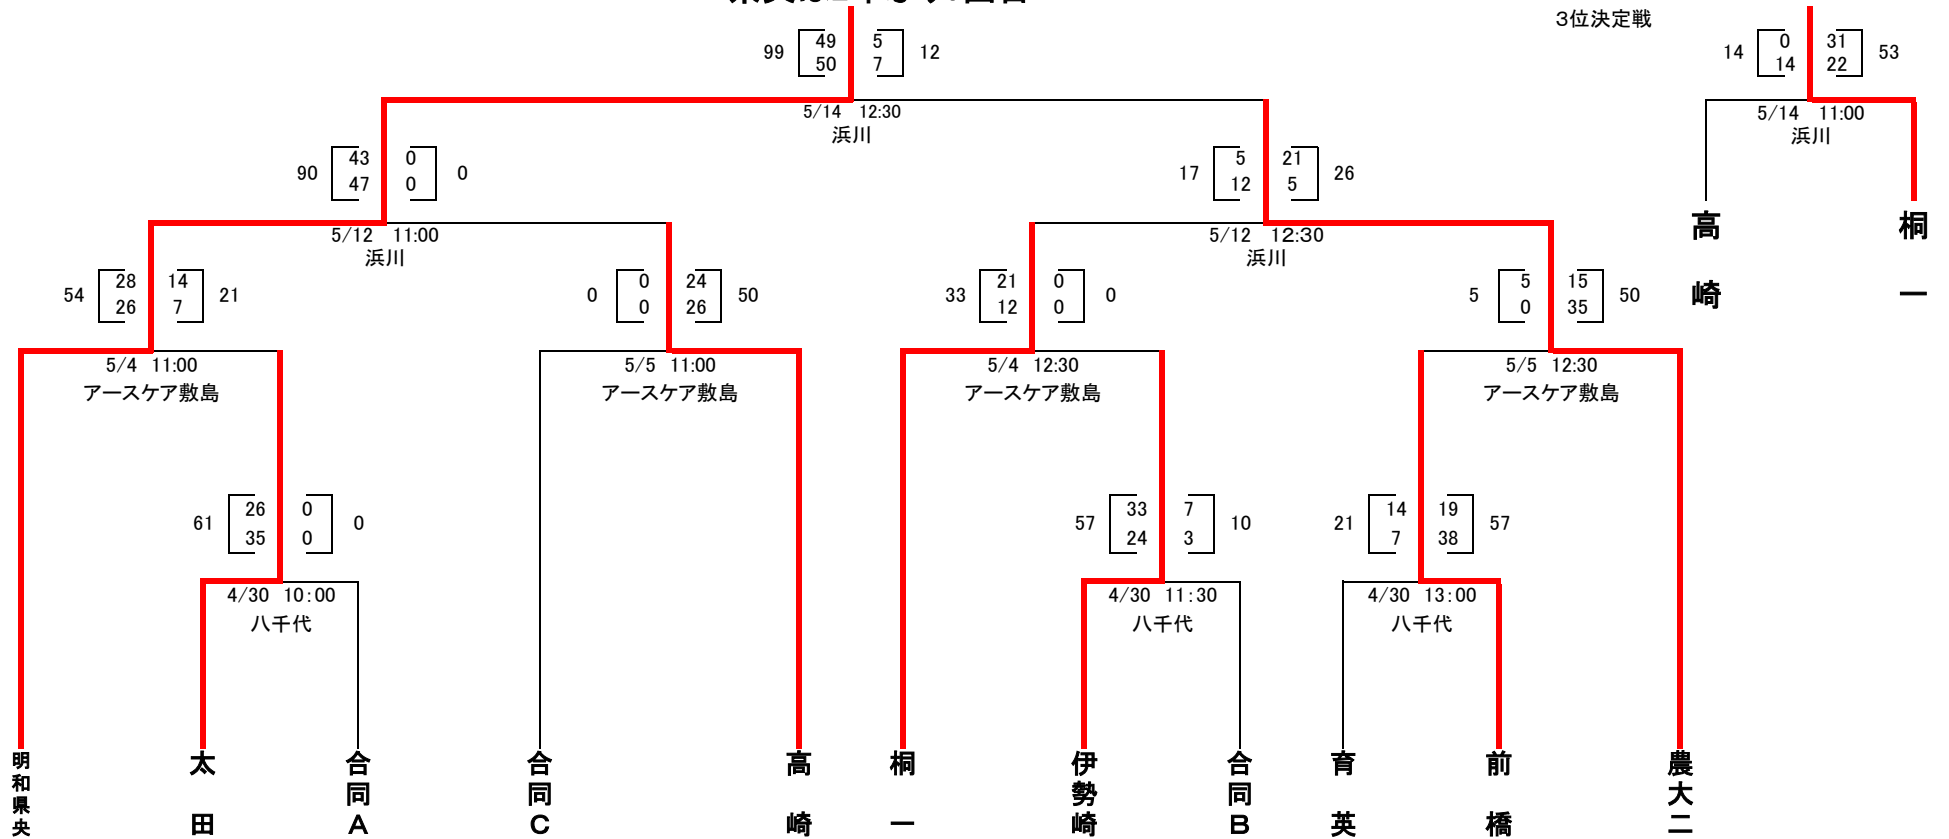 3位決定戦
99 49 5 12
50 7
14 0 31 53
14 22
5/14 12:30
浜川
5/14 11:00
浜川
90 43 0 0
47 0
17 5 21 26
12 5
高崎
桐一
5/12 11:00
浜川
5/12 12:30
浜川
54 28 14 21
26 7
0 0 24 50
0 26
33 21 0 0
12 0
5 5 15 50
0 35
5/4 11:00
アースケア敷島
5/5 11:00
アースケア敷島
5/4 12:30
アースケア敷島
5/5 12:30
アースケア敷島
61 26 0 0
35 0
57 33 7 10
24 3
21 14 19 57
7 38
4/30 10:00
八千代
4/30 11:30
八千代
4/30 13:00
八千代
明和県央
太田
合同A
合同C
高崎
桐一
伊勢崎
合同B
育英
前橋
農大二